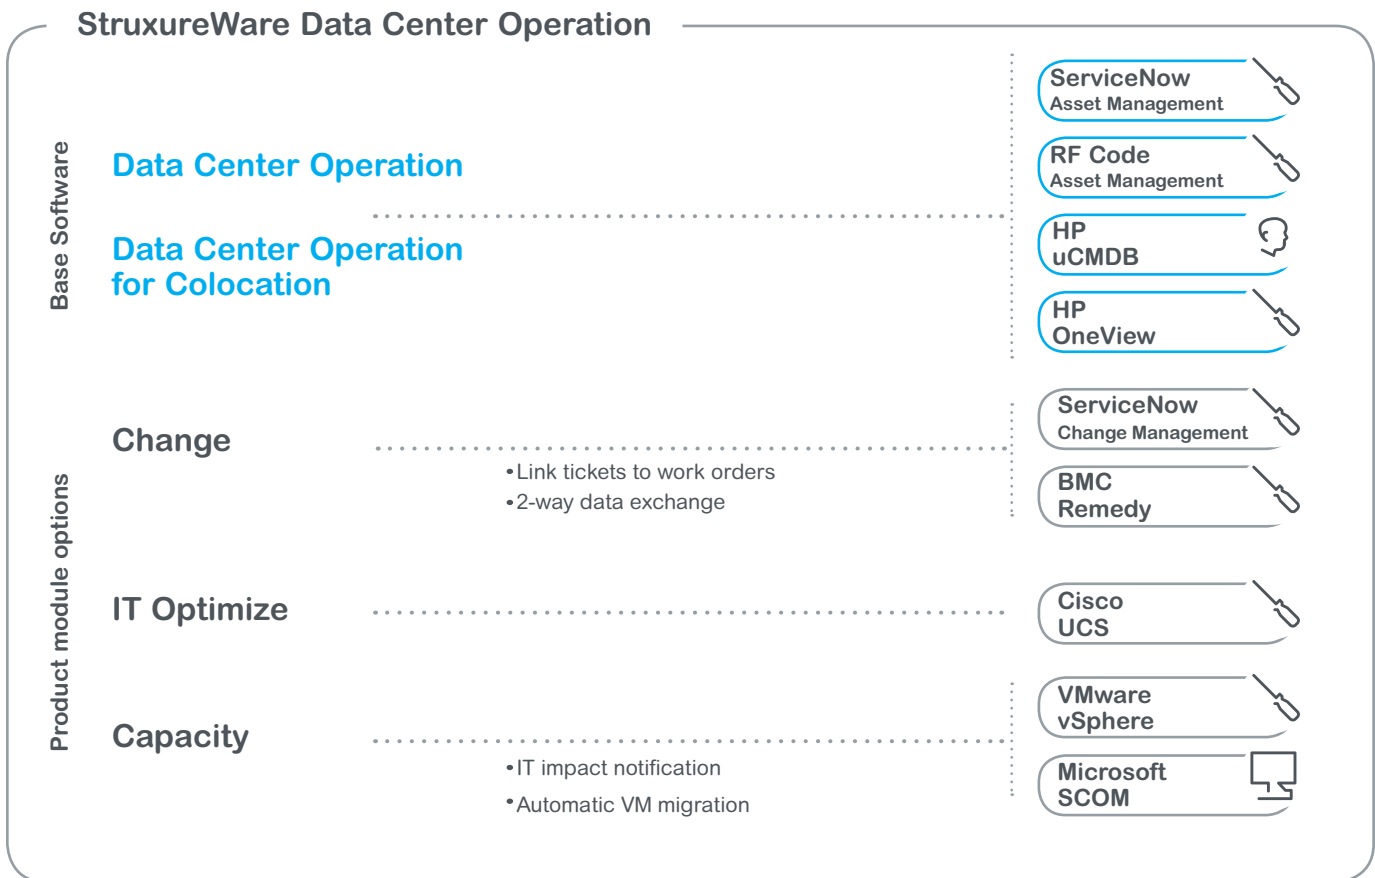 StruxureWare Data Center Operation
Base Software
Data Center Operation
Data Center Operation
for Colocation
ServiceNow
Asset Management
RF Code
Asset Management
HP
uCMDB
HP
OneView
Product module options
Change
• Link tickets to work orders
• 2-way data exchange
ServiceNow
Change Management
BMC
Remedy
IT Optimize
Cisco
UCS
Capacity
• IT impact notification
• Automatic VM migration
VMware
vSphere
Microsoft
SCOM